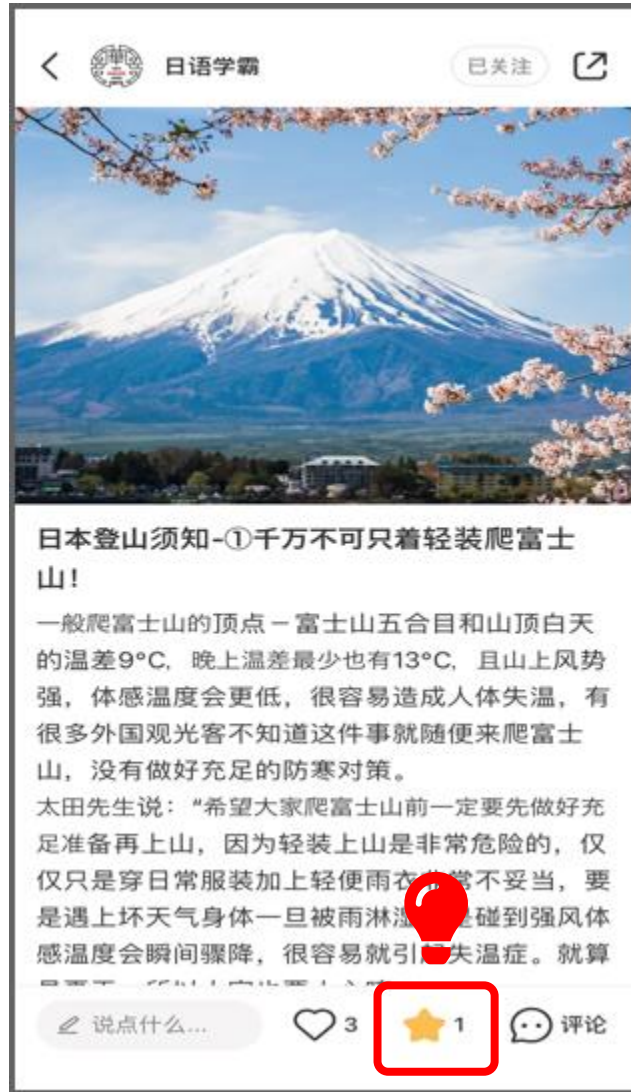 日语学霸
已关注
日本登山须知-①千万不可只着轻装爬富士
山！
一般爬富士山的顶点－富士山五合目和山顶白天
的温差9°C，晚上温差最少也有13°C，且山上风势
强，体感温度会更低，很容易造成人体失温，有
很多外国观光客不知道这件事就随便来爬富士
山，没有做好充足的防寒对策。
太田先生说：“希望大家爬富士山前一定要先做好充
足准备再上山，因为轻装上山是非常危险的，仅
仅只是穿日常服装加上轻便雨衣 常不妥当，要
是遇上坏天气身体一旦被雨淋 是碰到强风体
感温度会瞬间骤降，很容易就引 失温症。就算
说点什么...
3
1
评论